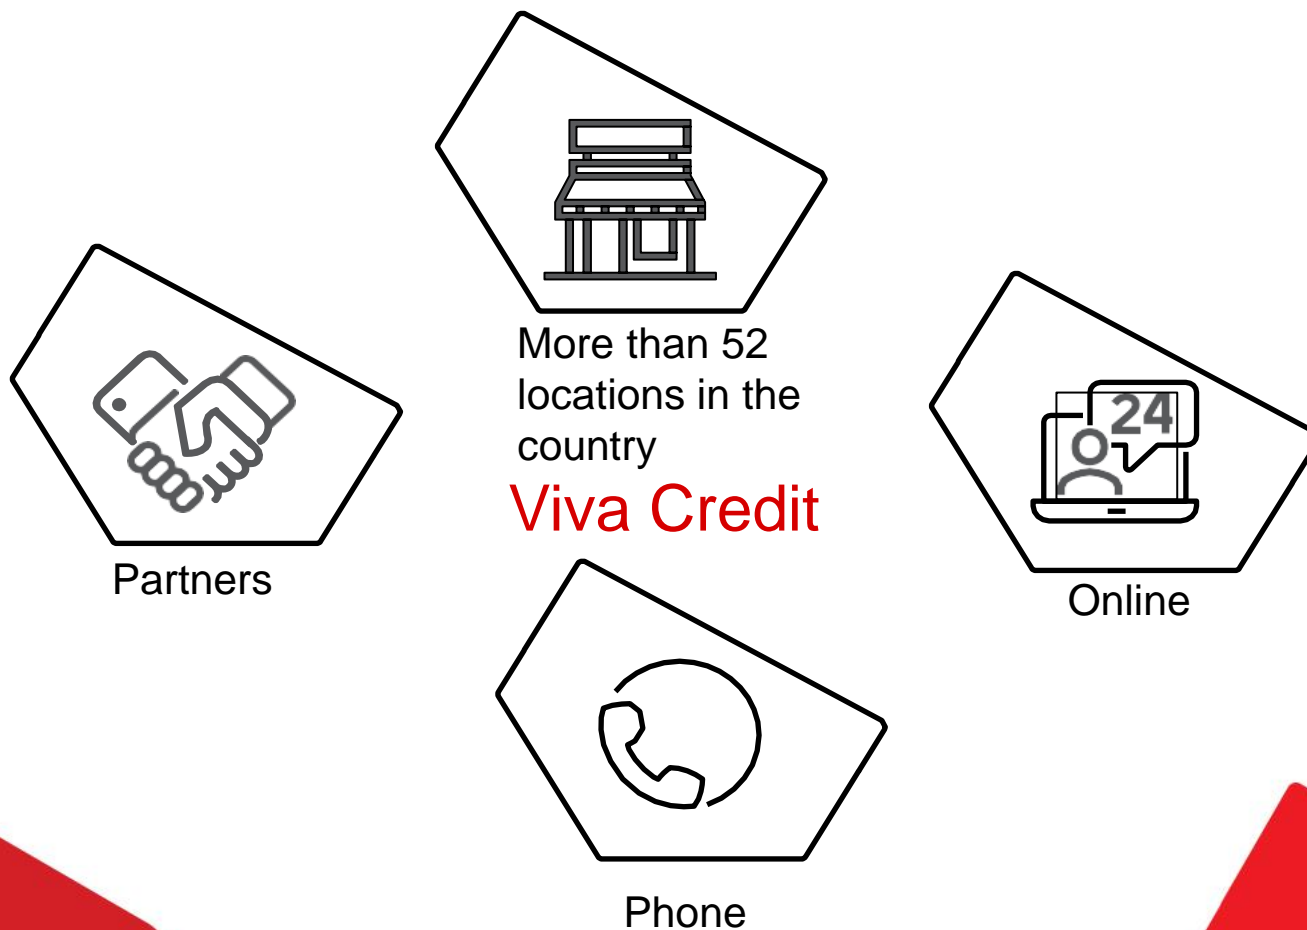 More than 52
locations in the
country
24
Viva Credit
Partners
Online
Phone